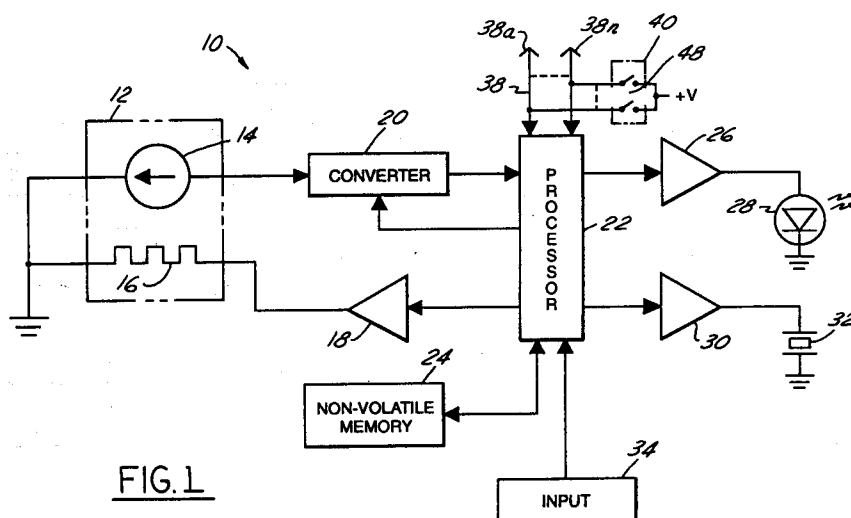 10
12
14
16
18
20
CONVERTER
38a
38n
38
40
48
+V
PROCESSOR
22
26
28
30
32
24
NON-VOLATILE
MEMORY
34
INPUT
FIG. 1